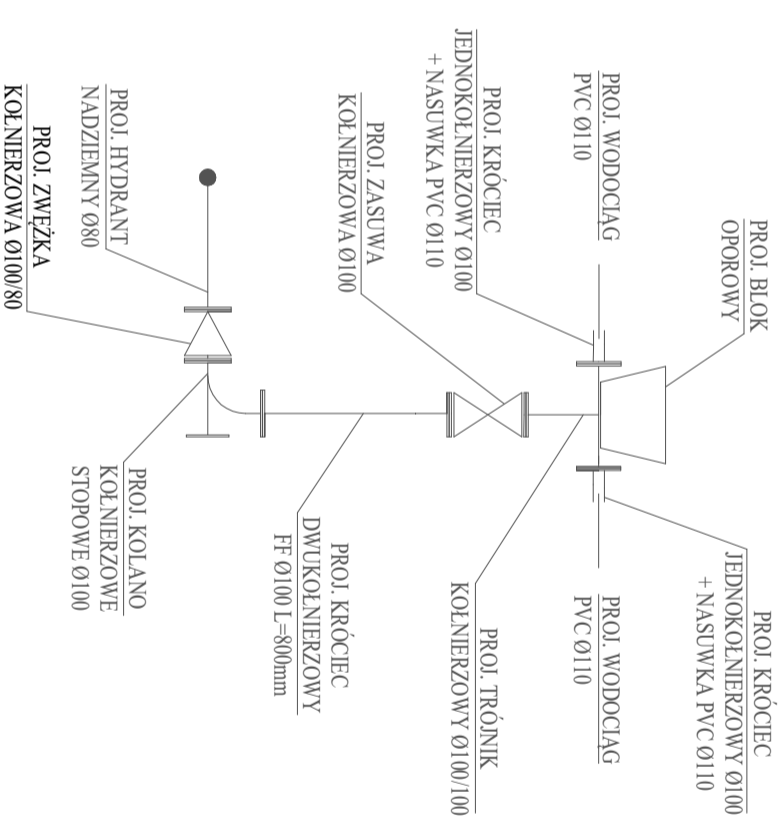 PROJ. BLOK
OPOROWY
PROJ. WODOCIĄG
PVC Ø110
PROJ. KRÓCIEC
JEDNOKOŁNIERZOWY Ø100
+ NASUWKA PVC Ø110
PROJ. ZASUWA
KOŁNIERZOWA Ø100
PROJ. HYDRANT
NADZIEMNY Ø80
PROJ. ZWĘŻKA
KOŁNIERZOWA Ø100/80
PROJ. KRÓCIEC
JEDNOKOŁNIERZOWY Ø100
+ NASUWKA PVC Ø110
PROJ. WODOCIĄG
PVC Ø110
PROJ. TRÓJNIK
KOŁNIERZOWY Ø100/100
PROJ. KRÓCIEC
DWUKOŁNIERZOWY
FF Ø100 L=800mm
PROJ. KOLANO
KOŁNIERZOWE
STOPOWE Ø100